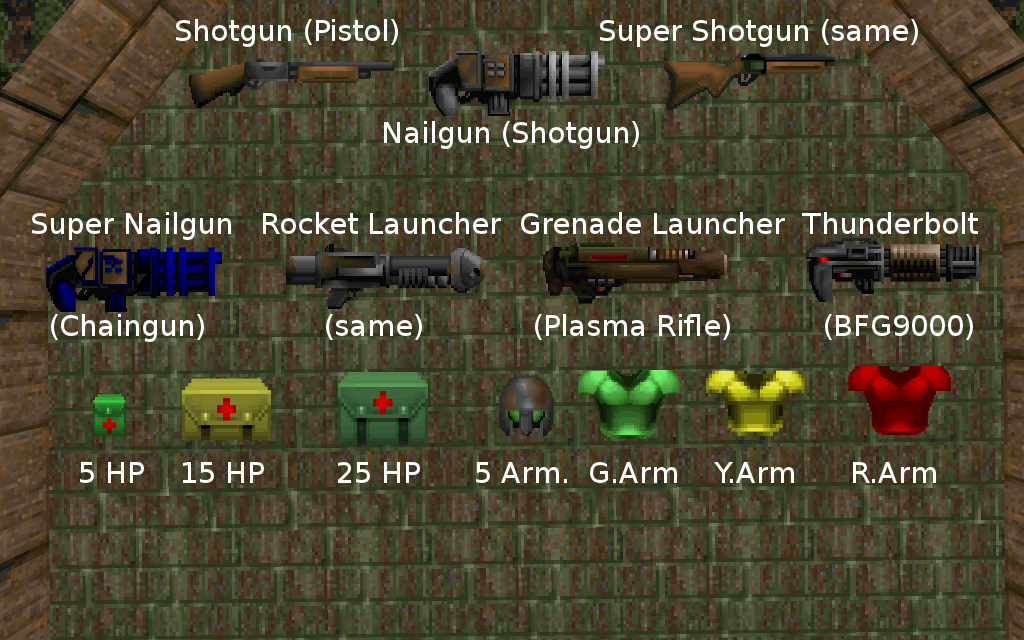 Shotgun (Pistol)
Super Shotgun (same)
Nailgun (Shotgun)
Super Nailgun
Rocket Launcher
Grenade Launcher
Thunderbolt
(Chaingun)
(same)
(Plasma Rifle)
(BFG9000)
5 HP
15 HP
25 HP
5 Arm.
G.Arm
Y.Arm
R.Arm